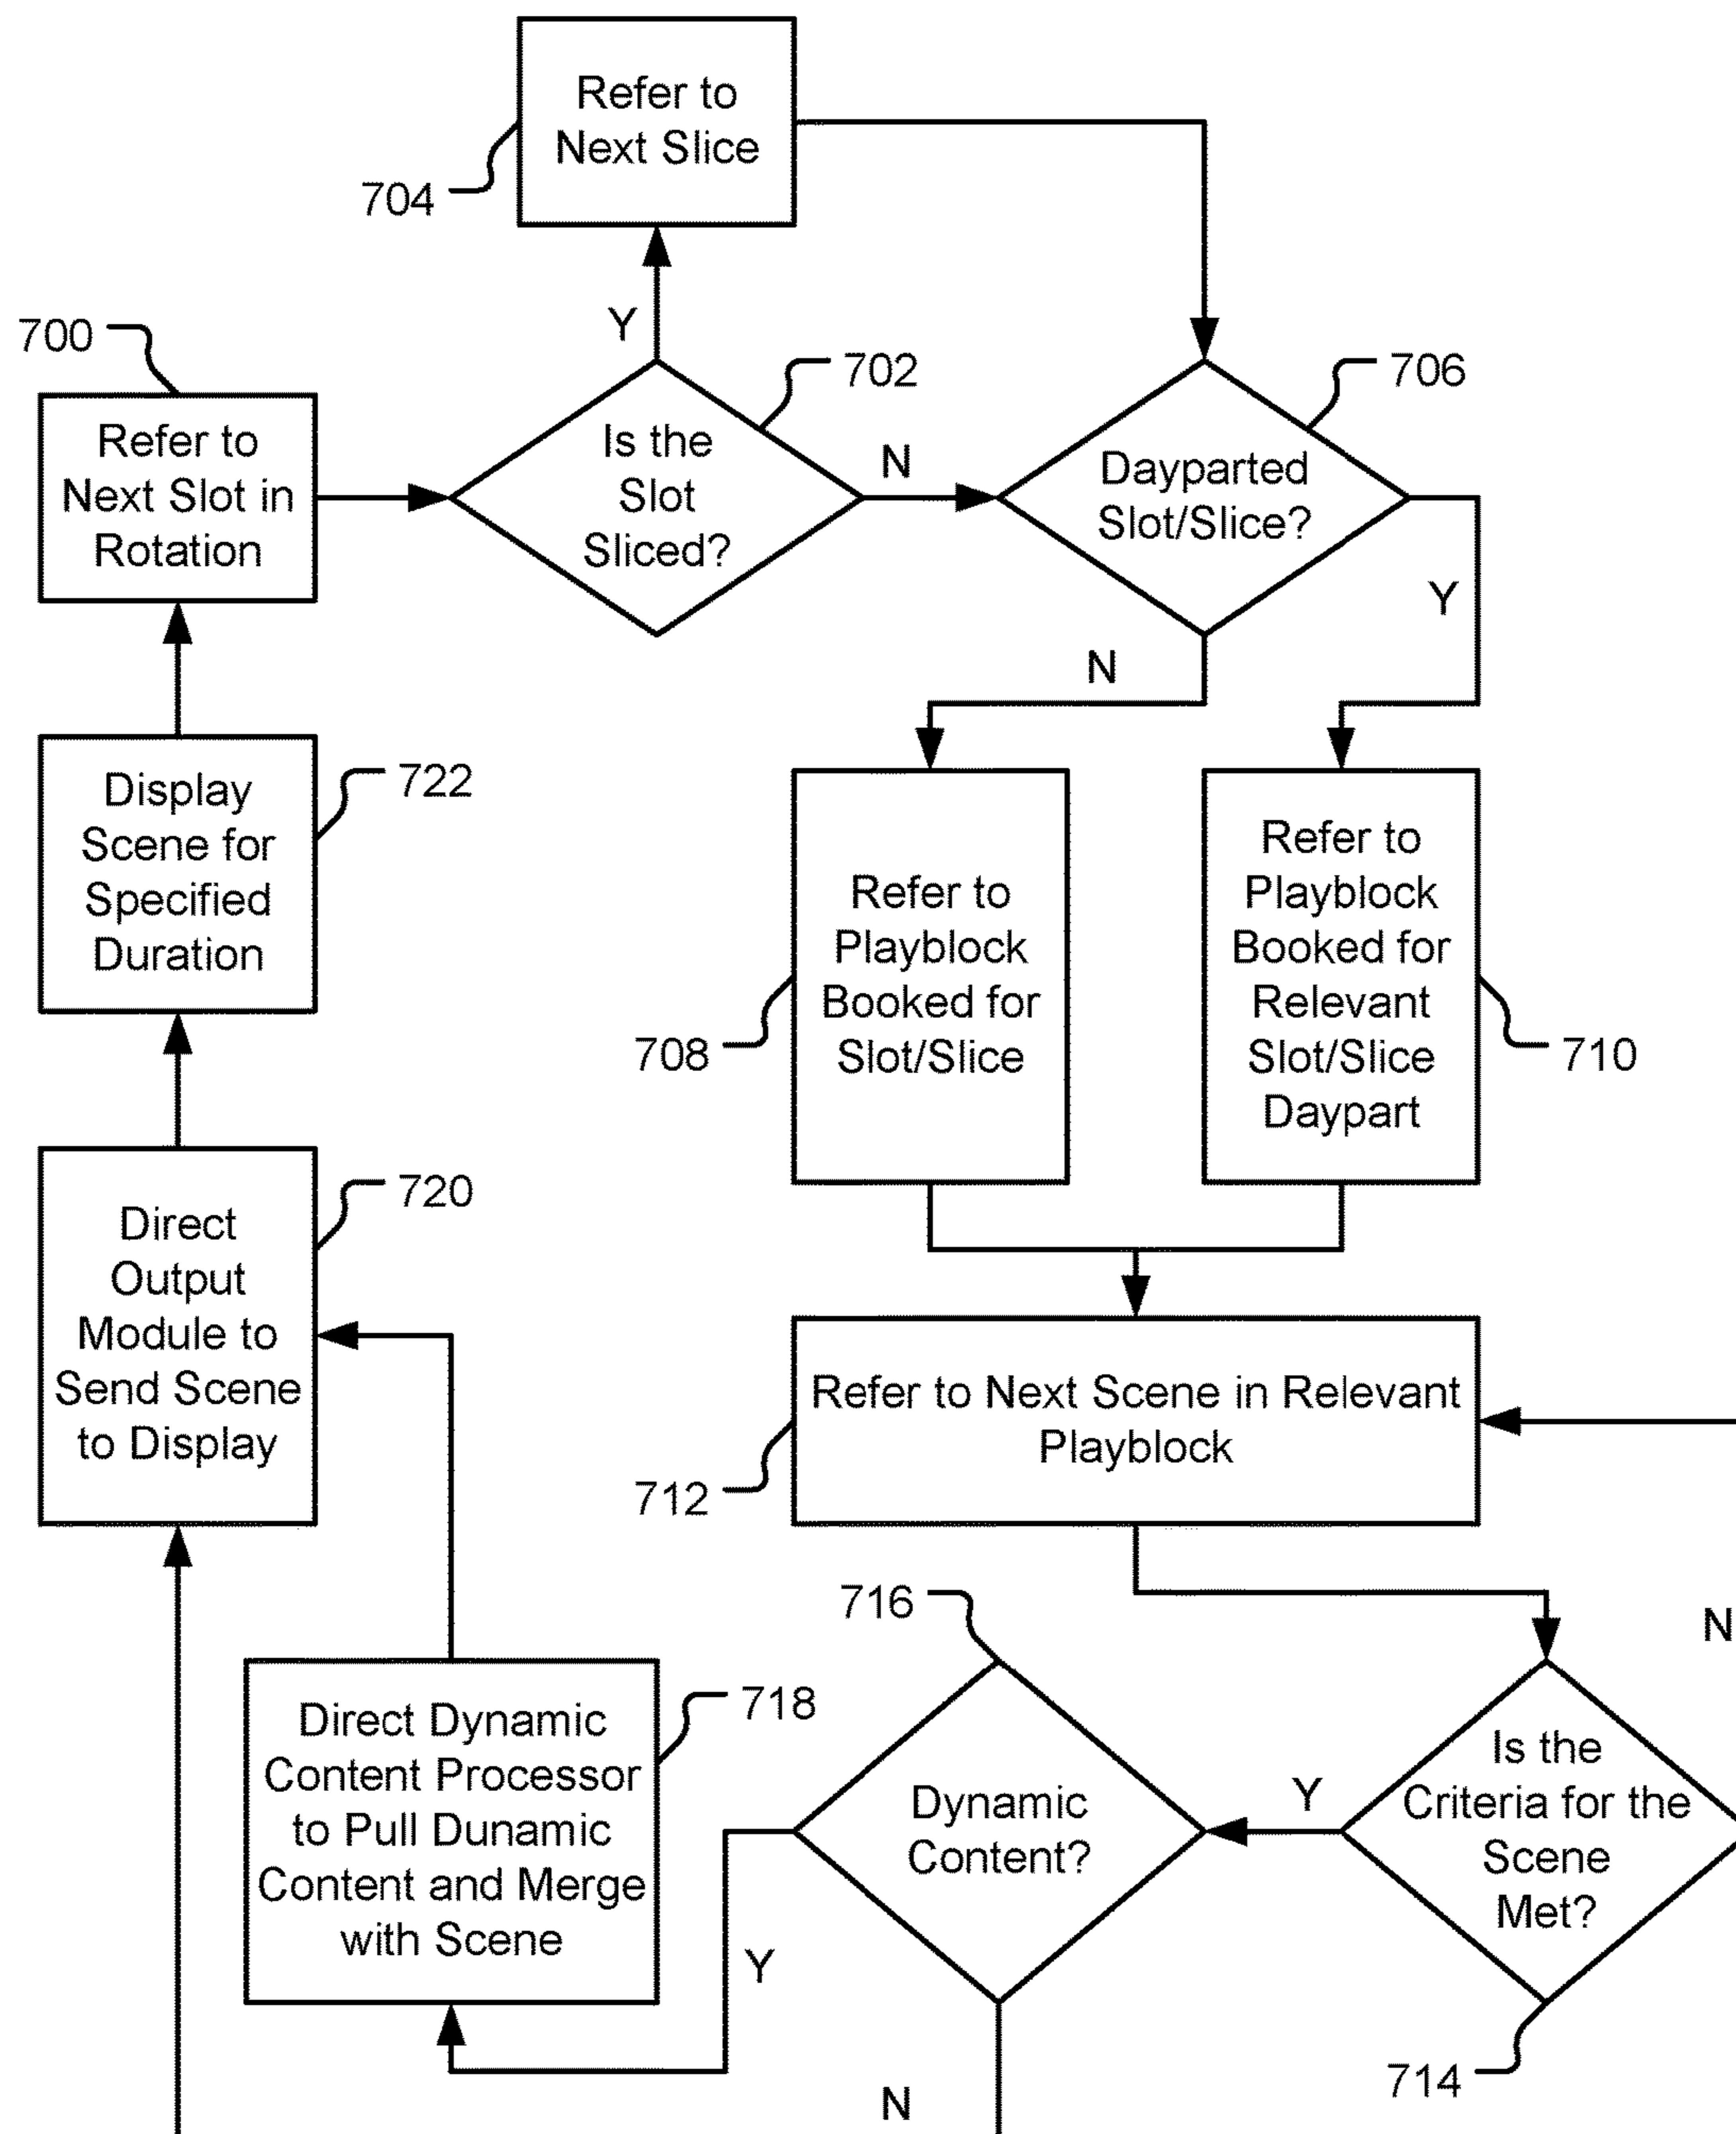 Refer to
Next Slice
704
Y
700
Refer to
Next Slot in
Rotation
702
Is the
Slot
Sliced?
N
706
Dayparted
Slot/Slice?
Y
N
Display
Scene for
Specified
Duration
722
Refer to
Playblock
Booked for
Slot/Slice
708
Refer to
Playblock
Booked for
Relevant
Slot/Slice
Daypart
710
Direct
Output
Module to
Send Scene
to Display
720
Refer to Next Scene in Relevant
Playblock
712
716
N
Direct Dynamic
Content Processor
to Pull Dunamic
Content and Merge
with Scene
718
Dynamic
Content?
Y
Is the
Criteria for the
Scene
Met?
Y
714
N